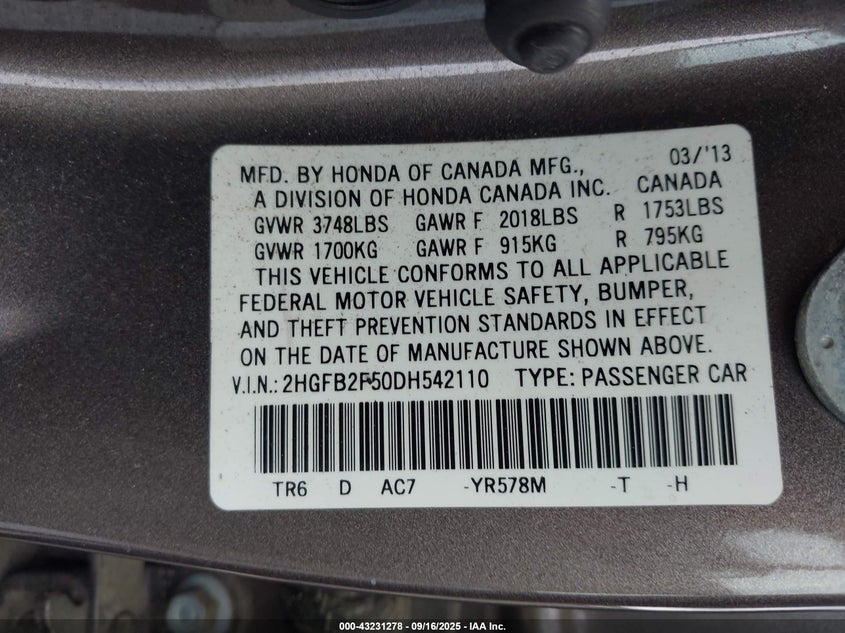 MFD. BY HONDA OF CANADA MFG., 03/'13
A DIVISION OF HONDA CANADA INC. CANADA
GVWR 3748LBS GAWR F 2018LBS R 1753LBS
GVWR 1700KG GAWR F 915KG R 795KG
THIS VEHICLE CONFORMS TO ALL APPLICABLE
FEDERAL MOTOR VEHICLE SAFETY, BUMPER,
AND THEFT PREVENTION STANDARDS IN EFFECT
ON THE DATE OF MANUFACTURE SHOWN ABOVE.
V.I.N.: 2HGFB2F50DH542110 TYPE: PASSENGER CAR
TR6 D AC7 -YR578M -T -H
000-43231278 - 09/16/2025 - IAA Inc.